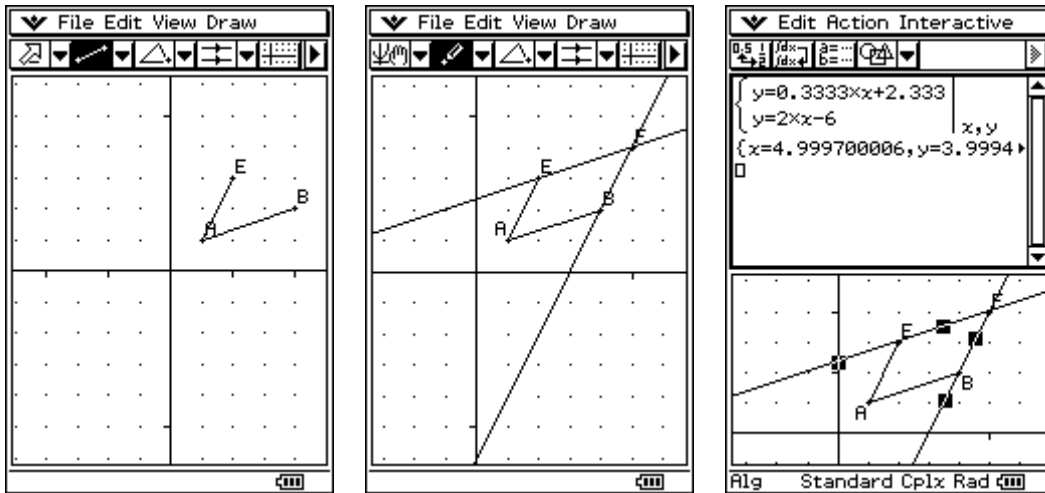 File Edit View Draw
E
B
A
File Edit View Draw
F
E
B
A
Edit Action Interactive
y=0.3333×x+2.333
y=2×x-6
x,y
{x=4.999700006,y=3.9994
F
E
B
A
Alg Standard Cplx Rad